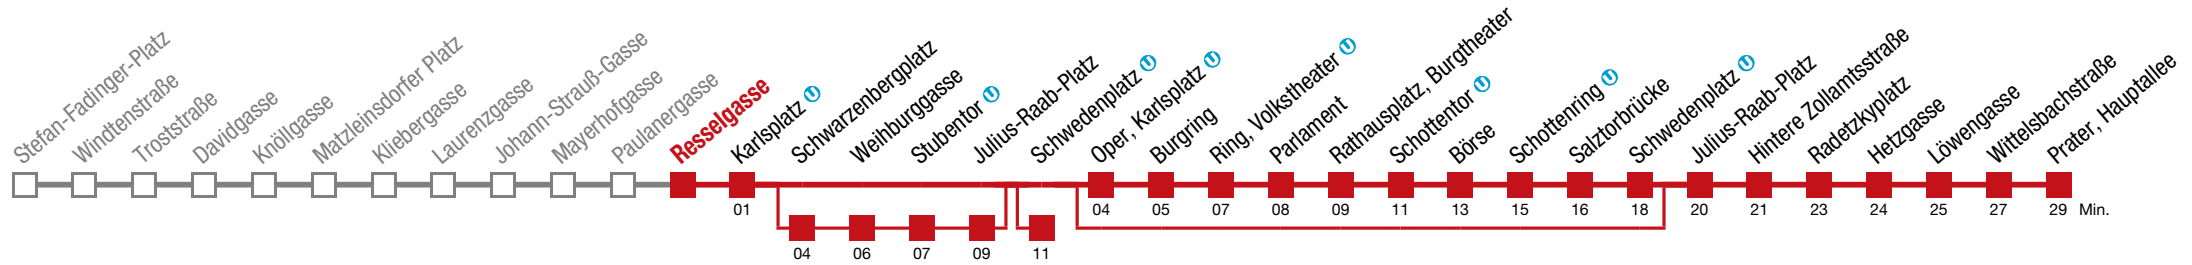 Stefan-Fadinger-Platz
Windtenstraße
Troststraße
Davidgasse
Knöllgasse
Matzleinsdorfer Platz
Kliebergasse
Laurenzgasse
Johann-Strauß-Gasse
Mayerhofgasse
Paulanergasse
Resselgasse
Karlsplatz U
Schwarzenbergplatz
Weihburggasse
Stubentor U
Julius-Raab-Platz
Schwedenplatz U
Oper, Karlsplatz U
Burgring
Ring, Volkstheater U
Parlament
Rathausplatz, Burgtheater
Schottentor U
Börse
Schottenring U
Salztorbrücke
Schwedenplatz U
Julius-Raab-Platz
Hintere Zollamtsstraße
Radetzkyplatz
Hetzgasse
Löwengasse
Wittelsbachstraße
Prater, Hauptallee
01 04 05 07 08 09 11 13 15 16 18 20 21 23 24 25 27 29 Min.
04 06 07 09 11